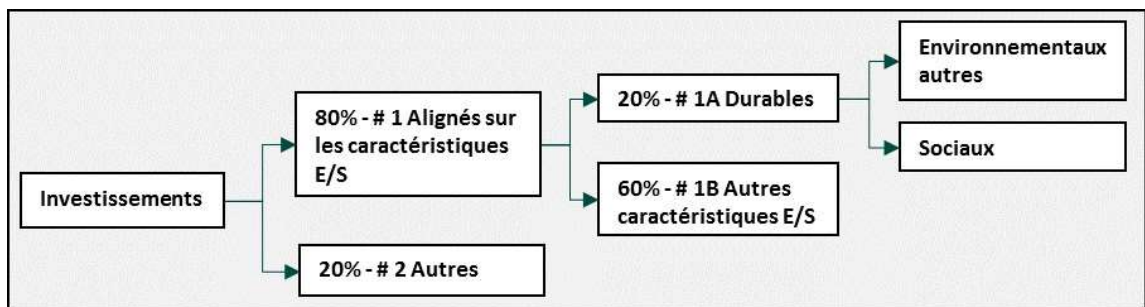 Investissements
80% - # 1 Alignés sur
les caractéristiques
E/S
20% - # 2 Autres
20% - # 1A Durables
60% - # 1B Autres
caractéristiques E/S
Environnementaux
autres
Sociaux